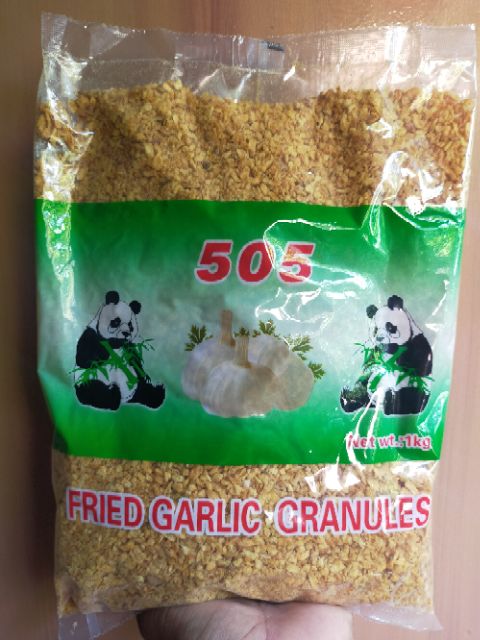 505
Net wt.:1kg
FRIED GARLIC GRANULES